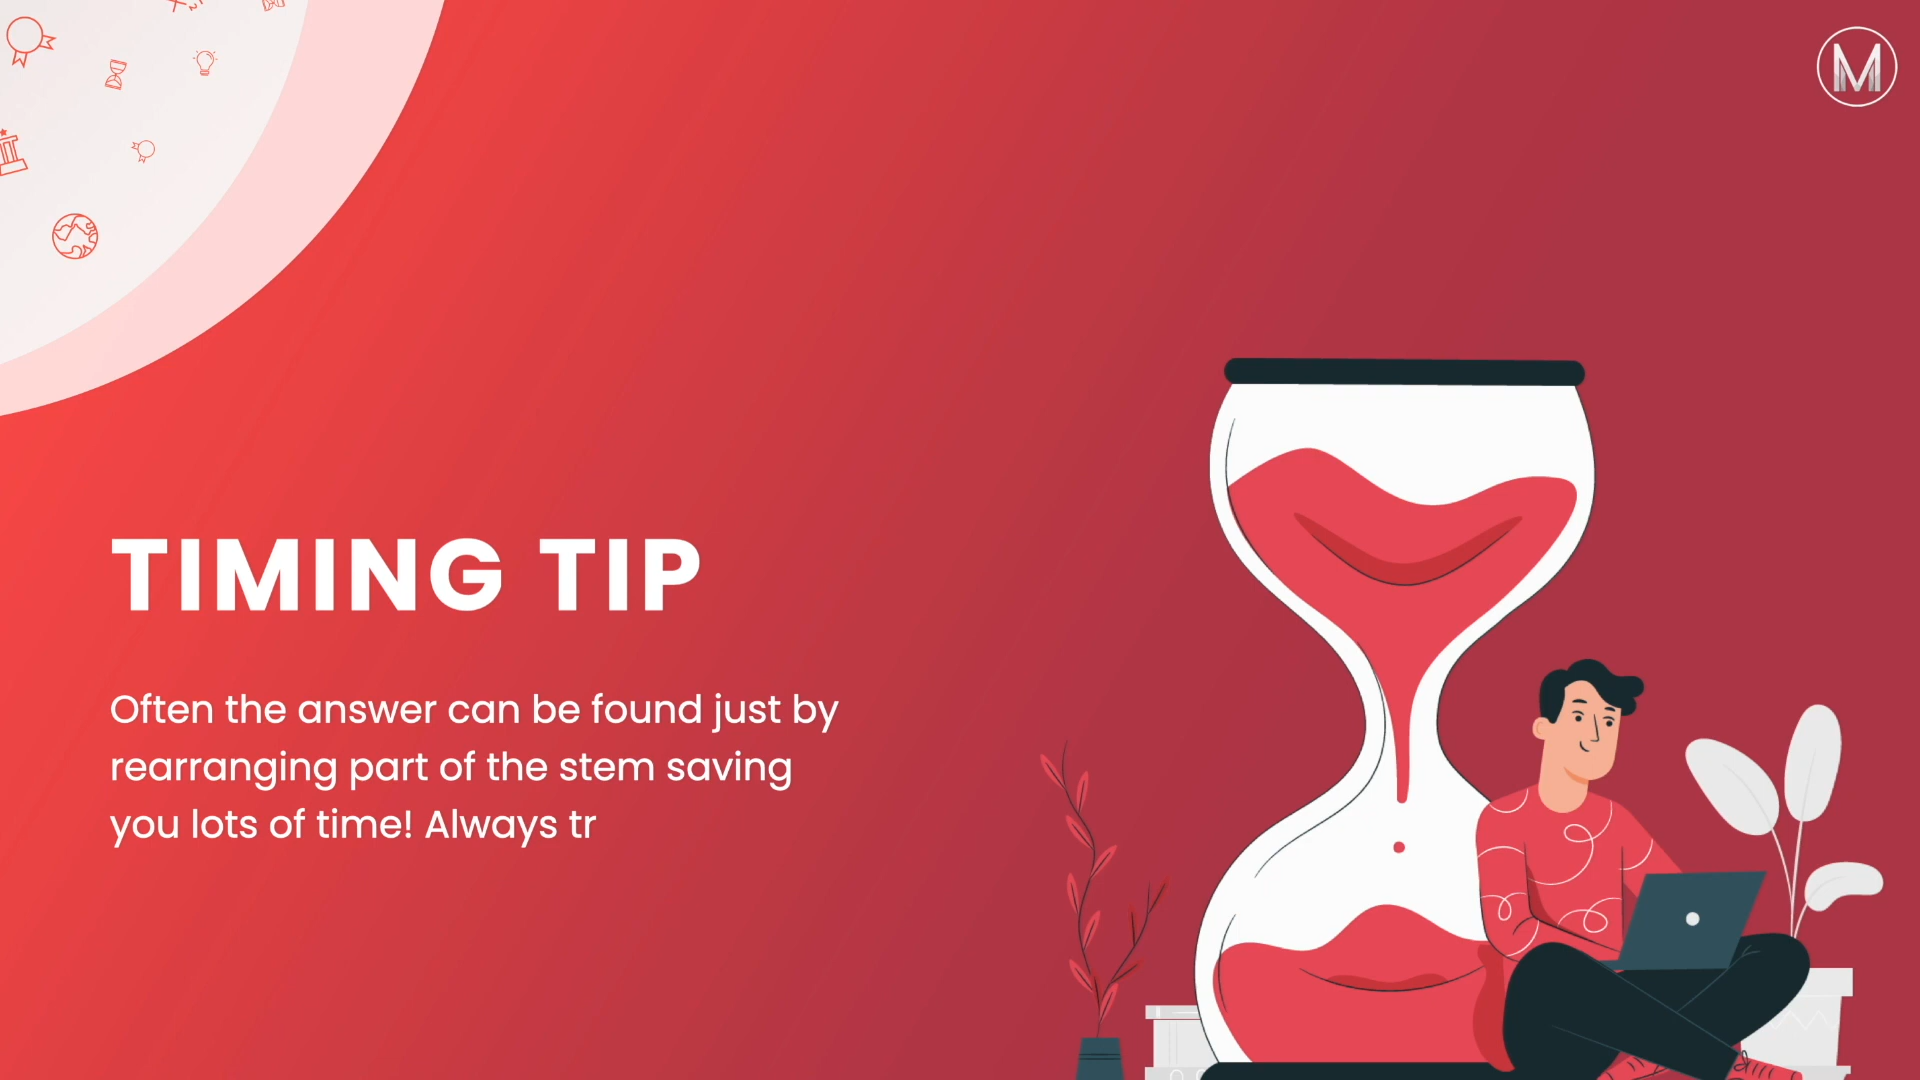 M
TIMING TIP
Often the answer can be found just by
rearranging part of the stem saving
you lots of time! Always tr